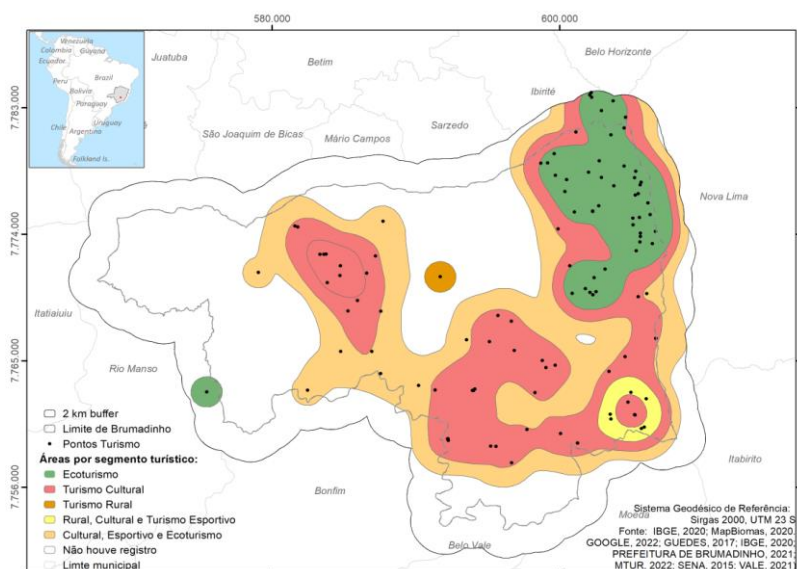 580.000
600.000
Venezuela
Colombia
Guyana
Ecuador
Brazil
Peru
Bolivia
Paraguay
Chile
Uruguay
Argentina
Falkland Is.
Juatuba
Betim
Belo Horizonte
Ibirité
São Joaquim de Bicas
Mário Campos
Sarzedo
Nova Lima
7.783.000
7.774.000
7.765.000
7.756.000
Itatiaiuiu
Rio Manso
Bonfim
Belo Vale
Moeda
Itabirito
2 km buffer
Limite de Brumadinho
Pontos Turismo
Áreas por segmento turístico:
Ecoturismo
Turismo Cultural
Turismo Rural
Rural, Cultural e Turismo Esportivo
Cultural, Esportivo e Ecoturismo
Não houve registro
Limte municipal
Sistema Geodésico de Referência:
Sirgas 2000, UTM 23 S
Fonte: IBGE, 2020; MapBiomas, 2020,
GOOGLE, 2022; GUEDES, 2017; IBGE, 2020;
PREFEITURA DE BRUMADINHO, 2021;
MTUR, 2022; SENA, 2015; VALE, 2021)